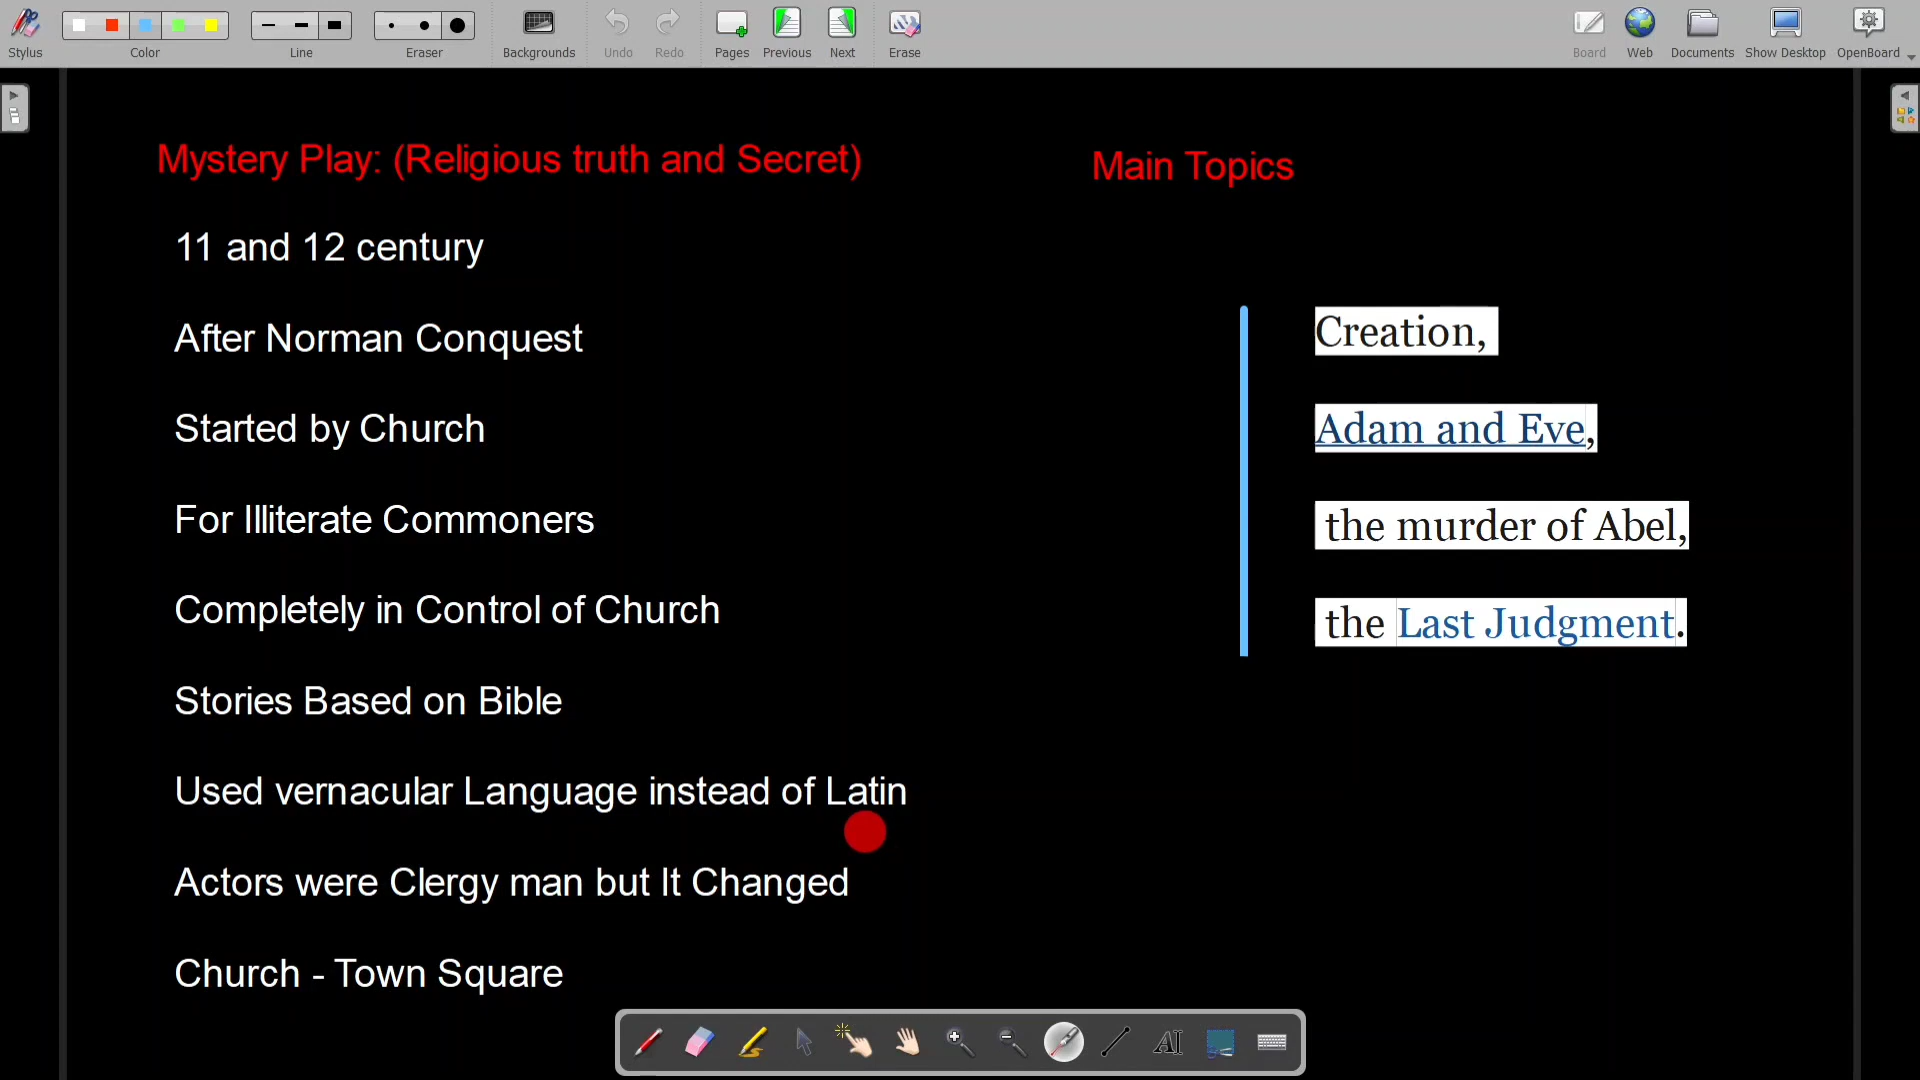 Stylus
Color
Line
Eraser
Backgrounds
Undo
Redo
Pages
Previous
Next
Erase
Board
Web
Documents
Show Desktop
OpenBoard
Mystery Play: (Religious truth and Secret)
11 and 12 century
After Norman Conquest
Started by Church
For Illiterate Commoners
Completely in Control of Church
Stories Based on Bible
Used vernacular Language instead of Latin
Actors were Clergy man but It Changed
Church - Town Square
Main Topics
Creation,
Adam and Eve,
the murder of Abel,
the Last Judgment.
AI